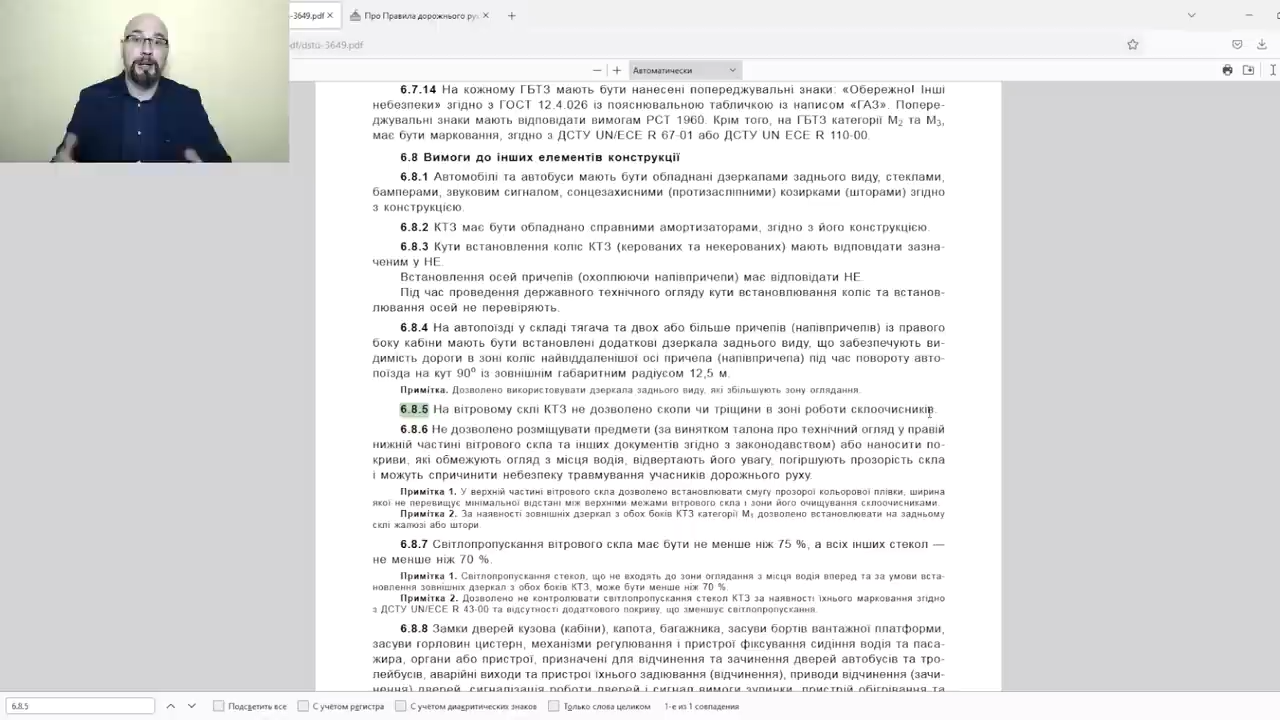 -3649.pdf
Про Правила дорожнього ру
df/dstu-3649.pdf
Автоматически
6.7.14 На кожному ГБТЗ мають бути нанесені попереджувальні знаки: «Обережно! Інші
небезпеки» згідно з ГОСТ 12.4.026 із пояснювальною табличкою із написом «ГАЗ». Попере-
джувальні знаки мають відповідати вимогам РСТ 1960. Крім того, на ГБТЗ категорії М2 та М3,
має бути марковання, згідно з ДСТУ UN/ECE R 67-01 або ДСТУ UN ECE R 110-00.
6.8 Вимоги до інших елементів конструкції
6.8.1 Автомобілі та автобуси мають бути обладнані дзеркалами заднього виду, стеклами,
бамперами, звуковим сигналом, сонцезахисними (протизасліпними) козирками (шторами) згідно
з конструкцією.
6.8.2 КТЗ має бути обладнано справними амортизаторами, згідно з його конструкцією.
6.8.3 Кути встановлення коліс КТЗ (керованих та некерованих) мають відповідати зазна-
ченим у НЕ.
Встановлення осей причепів (охоплюючи напівпричепи) має відповідати НЕ.
Під час проведення державного технічного огляду кути встановлювання коліс та встанов-
лювання осей не перевіряють.
6.8.4 На автопоїзді у складі тягача та двох або більше причепів (напівпричепів) із правого
боку кабіни мають бути встановлені додаткові дзеркала заднього виду, що забезпечують ви-
димість дороги в зоні коліс найвіддаленішої осі причепа (напівпричепа) під час повороту авто-
поїзда на кут 90° із зовнішнім габаритним радіусом 12,5 м.
Примітка. Дозволено використовувати дзеркала заднього виду, які збільшують зону оглядання.
6.8.5 На вітровому склі КТЗ не дозволено сколи чи тріщини в зоні роботи склоочисників.
6.8.6 Не дозволено розміщувати предмети (за винятком талона про технічний огляд у правій
нижній частині вітрового скла та інших документів згідно з законодавством) або наносити по-
криви, які обмежують огляд з місця водія, відвертають його увагу, погіршують прозорість скла
і можуть спричинити небезпеку травмування учасників дорожнього руху.
Примітка 1. У верхній частині вітрового скла дозволено встановлювати смугу прозорої кольорової плівки, ширина
якої не перевищує мінімальної відстані між верхніми межами вітрового скла і зони його очищування склоочисниками.
Примітка 2. За наявності зовнішніх дзеркал з обох боків КТЗ категорії М1 дозволено встановлювати на задньому
склі жалюзі або штори.
6.8.7 Світлопропускання вітрового скла має бути не менше ніж 75 %, а всіх інших стекол —
не менше ніж 70 %.
Примітка 1. Світлопропускання стекол, що не входять до зони оглядання з місця водія вперед та за умови вста-
новлення зовнішніх дзеркал з обох боків КТЗ, може бути менше ніж 70 %.
Примітка 2. Дозволено не контролювати світлопропускання стекол КТЗ за наявності їхнього марковання згідно
з ДСТУ UN/ECE R 43-00 та відсутності додаткового покриву, що зменшує світлопропускання.
6.8.8 Замки дверей кузова (кабіни), капота, багажника, засуви бортів вантажної платформи,
засуви горловин цистерн, механізми регулювання і пристрої фіксування сидіння водія та паса-
жира, органи або пристрої, призначені для відчинення та зачинення дверей автобусів та тро-
лейбусів, аварійні виходи та пристрої їхнього задіювання (відчинення), приводи відчинення (зачи-
нення) дверей, сигналізація роботи дверей і сигнал вимоги зупинки, пристрій обігрівання та
6.8.5
Подсветить все
С учётом регистра
С учётом диакритических знаков
Только слова целиком
1-е из 1 совпадения